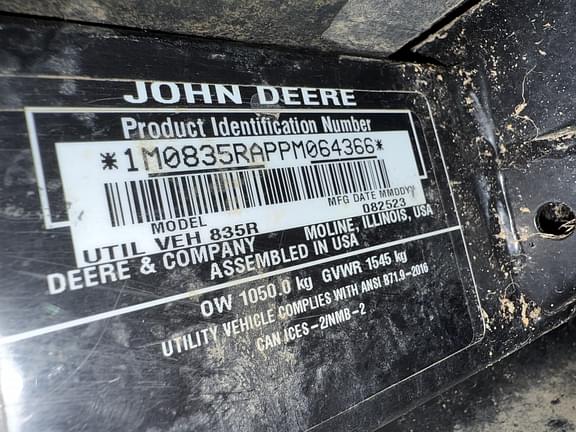 JOHN DEERE
Product Identification Number
*1M0835RAPPM064366*
MODEL MFG DATE MMDDYY
UTIL VEH 835R 082523
DEERE & COMPANY MOLINE, ILLINOIS, USA
ASSEMBLED IN USA
OW 1050.0 kg GVWR 1545 kg
UTILITY VEHICLE COMPLIES WITH ANSI B71.9-2016
CAN ICES-2/NMB-2